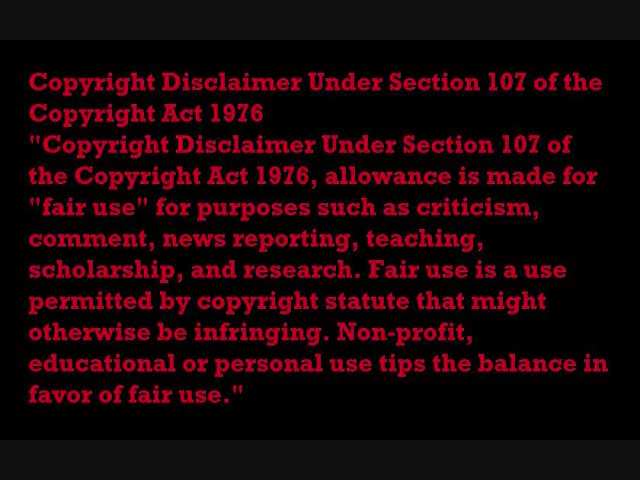 Copyright Disclaimer Under Section 107 of the
Copyright Act 1976
"Copyright Disclaimer Under Section 107 of
the Copyright Act 1976, allowance is made for
"fair use" for purposes such as criticism,
comment, news reporting, teaching,
scholarship, and research. Fair use is a use
permitted by copyright statute that might
otherwise be infringing. Non-profit,
educational or personal use tips the balance in
favor of fair use."